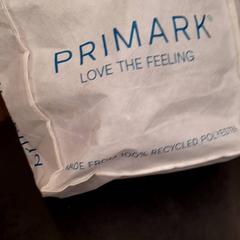 PRIMARK®
LOVE THE FEELING
MADE FROM 100% RECYCLED POLYESTER